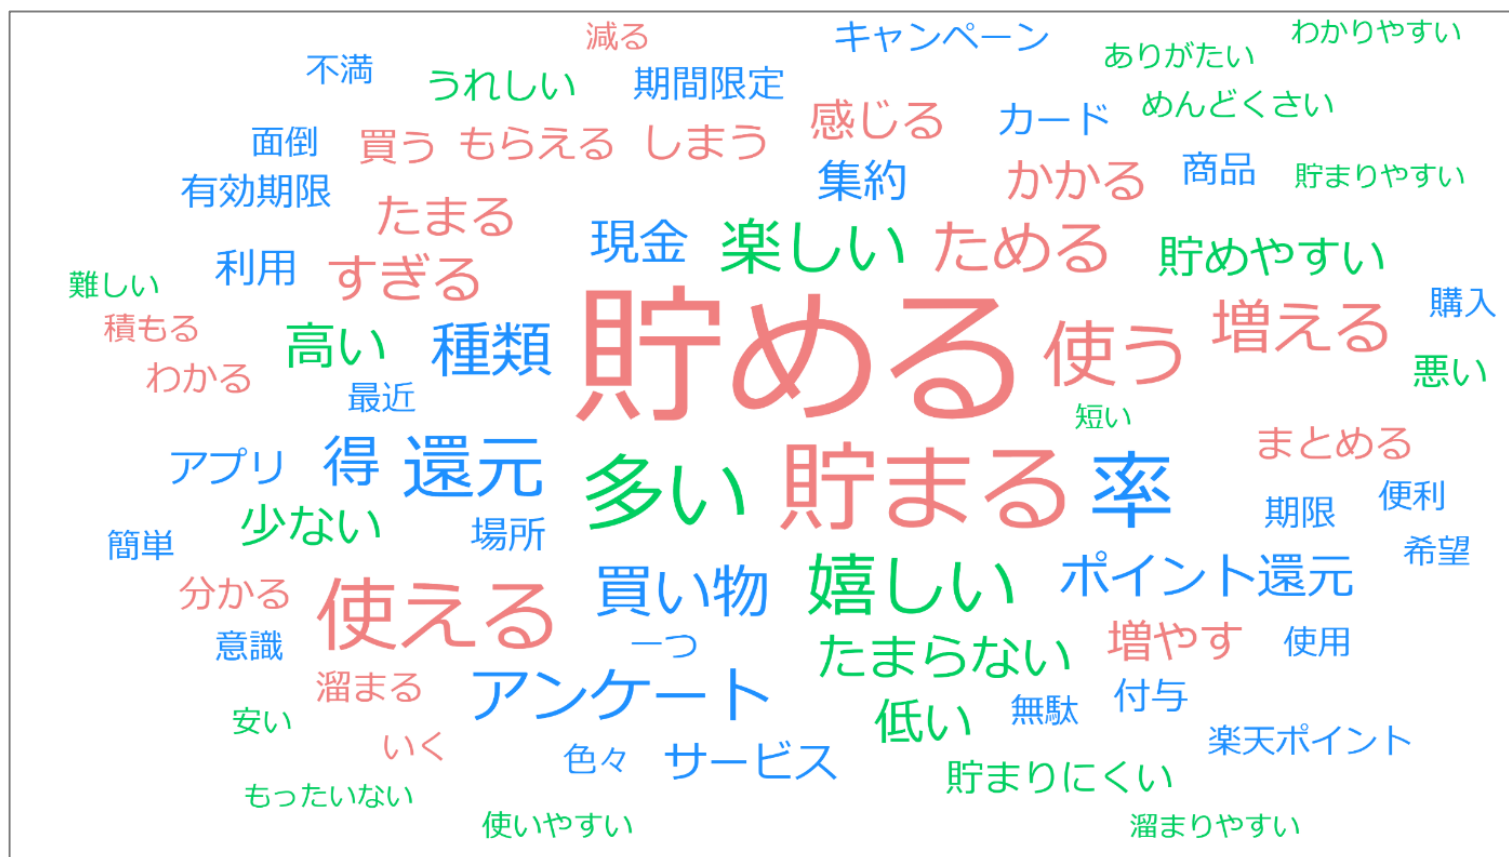 減る
キャンペーン
わかりやすい
不満
うれしい
期間限定
ありがたい
面倒
買う
もらえる
しまう
感じる
カード
めんどくさい
有効期限
たまる
集約
かかる
商品
貯まりやすい
難しい
利用
すぎる
現金
楽しい
ためる
貯めやすい
積もる
高い
種類
貯める
使う
増える
購入
わかる
最近
短い
悪い
アプリ
得
還元
多い
貯まる
率
まとめる
簡単
少ない
場所
期限
便利
分かる
使える
買い物
嬉しい
ポイント還元
希望
意識
一つ
たまらない
増やす
使用
溜まる
アンケート
低い
無駄
付与
安い
いく
色々
サービス
楽天ポイント
もったいない
貯まりにくい
使いやすい
溜まりやすい